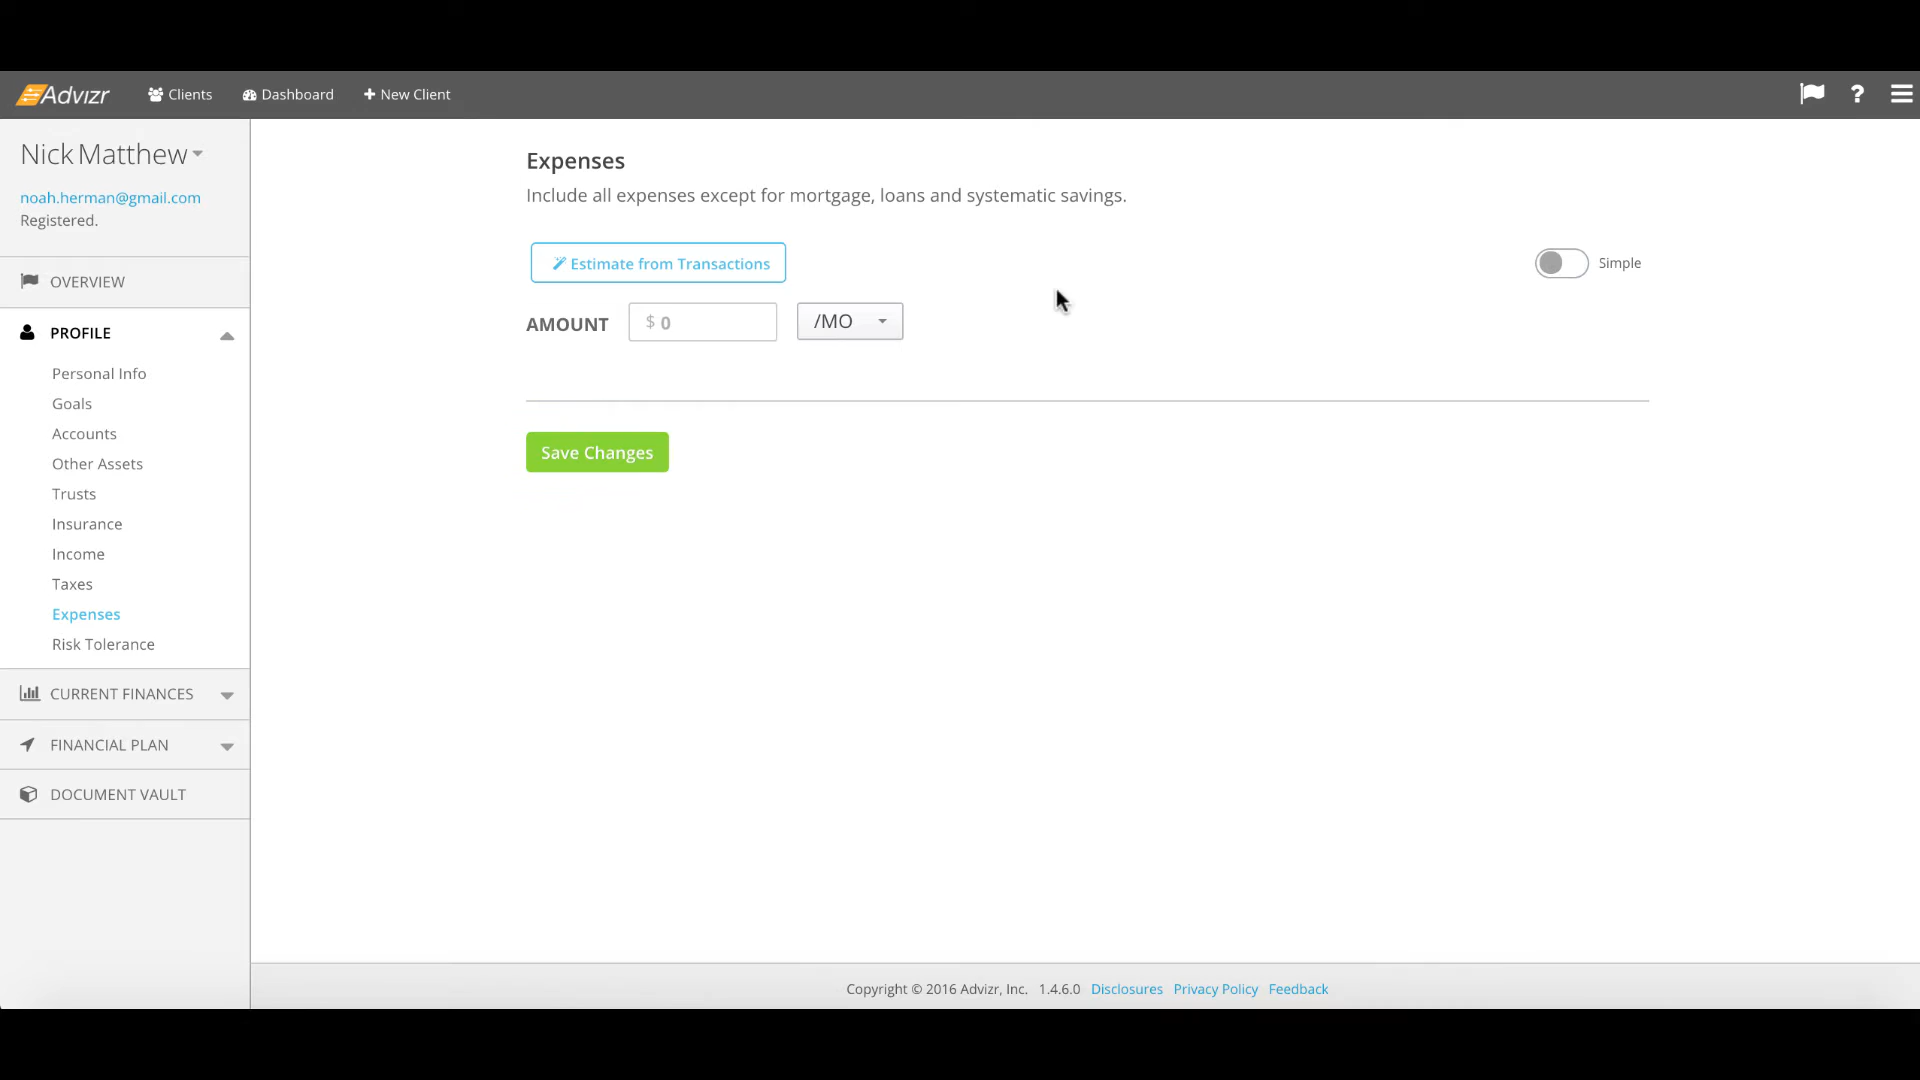 Advizr Clients Dashboard + New Client ?
Nick Matthew
noah.herman@gmail.com
Registered.
OVERVIEW
PROFILE
Personal Info
Goals
Accounts
Other Assets
Trusts
Insurance
Income
Taxes
Expenses
Risk Tolerance
CURRENT FINANCES
FINANCIAL PLAN
DOCUMENT VAULT
Expenses
Include all expenses except for mortgage, loans and systematic savings.
Estimate from Transactions
Simple
AMOUNT $ 0 /MO
Save Changes
Copyright © 2016 Advizr, Inc. 1.4.6.0 Disclosures Privacy Policy Feedback